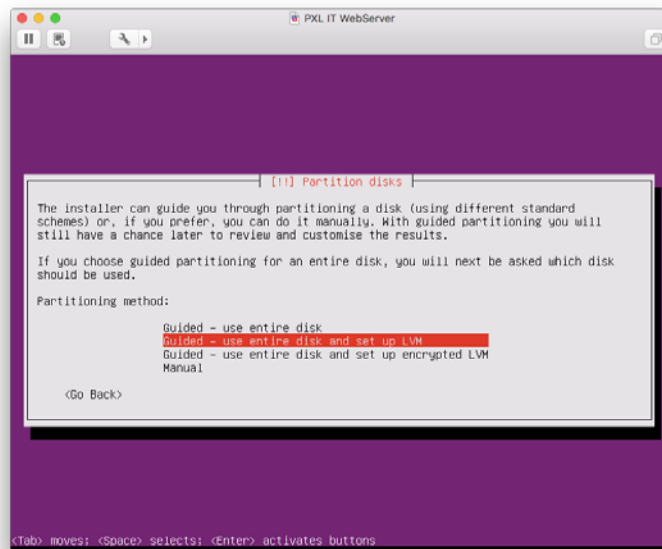 PXL IT WebServer
[!!] Partition disks
The installer can guide you through partitioning a disk (using different standard
schemes) or, if you prefer, you can do it manually. With guided partitioning you will
still have a chance later to review and customise the results.
If you choose guided partitioning for an entire disk, you will next be asked which disk
should be used.
Partitioning method:
Guided - use entire disk
Guided - use entire disk and set up LVM
Guided - use entire disk and set up encrypted LVM
Manual
<Go Back>
<Tab> moves; <Space> selects; <Enter> activates buttons